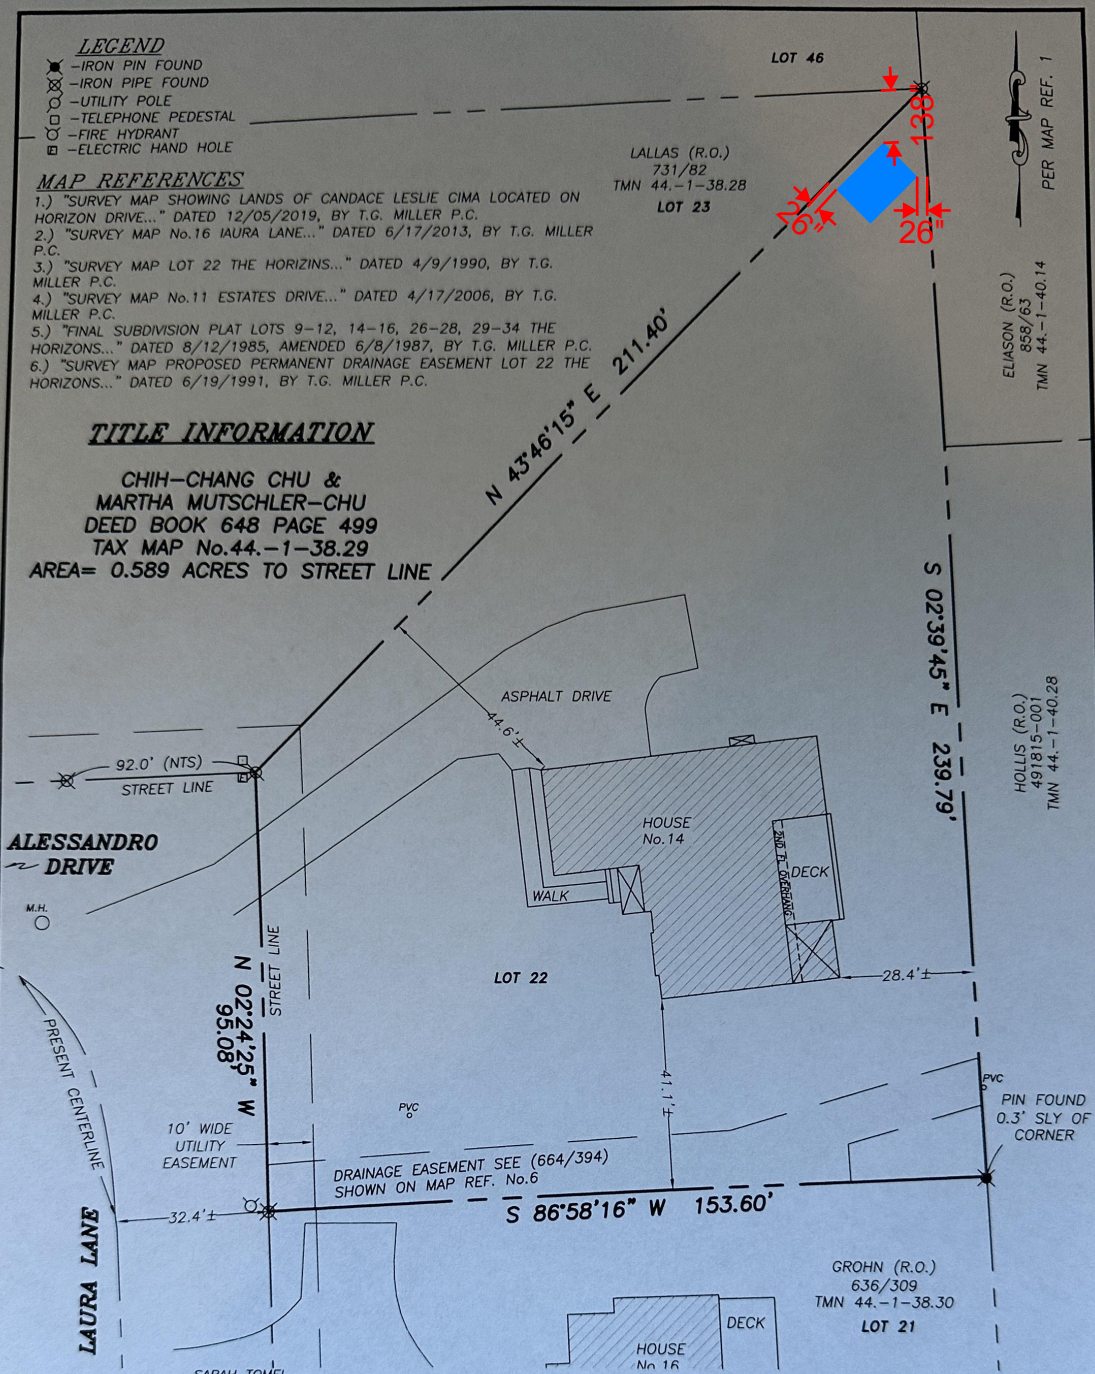 LEGEND
-IRON PIN FOUND
-IRON PIPE FOUND
-UTILITY POLE
-TELEPHONE PEDESTAL
-FIRE HYDRANT
E -ELECTRIC HAND HOLE
MAP REFERENCES
1.) "SURVEY MAP SHOWING LANDS OF CANDACE LESLIE CIMA LOCATED ON
HORIZON DRIVE..." DATED 12/05/2019, BY T.G. MILLER P.C.
2.) "SURVEY MAP No.16 lAURA LANE..." DATED 6/17/2013, BY T.G. MILLER
P.C.
3.) "SURVEY MAP LOT 22 THE HORIZINS..." DATED 4/9/1990, BY T.G.
MILLER P.C.
4.) "SURVEY MAP No.11 ESTATES DRIVE..." DATED 4/17/2006, BY T.G.
MILLER P.C.
5.) "FINAL SUBDIVISION PLAT LOTS 9-12, 14-16, 26-28, 29-34 THE
HORIZONS..." DATED 8/12/1985, AMENDED 6/8/1987, BY T.G. MILLER P.C.
6.) "SURVEY MAP PROPOSED PERMANENT DRAINAGE EASEMENT LOT 22 THE
HORIZONS..." DATED 6/19/1991, BY T.G. MILLER P.C.
TITLE INFORMATION
CHIH-CHANG CHU &
MARTHA MUTSCHLER-CHU
DEED BOOK 648 PAGE 499
TAX MAP No.44.-1-38.29
AREA= 0.589 ACRES TO STREET LINE
LOT 46
LALLAS (R.O.)
731/82
TMN 44.-1-38.28
LOT 23
138"
26"
26"
PER MAP REF. 1
ELIASON (R.O.)
858/63
TMN 44.-1-40.14
N 43°46'15" E 211.40'
S 02°39'45" E 239.79'
HOLLIS (R.O.)
491815-001
TMN 44.-1-40.28
ASPHALT DRIVE
44.6'±
92.0' (NTS)
STREET LINE
ALESSANDRO
DRIVE
M.H.
HOUSE
No.14
2ND FL OVERHANG
DECK
WALK
LOT 22
28.4'±
STREET LINE
N 02°24'25" W
95.08'
PRESENT CENTERLINE
41.1'±
PVC
PVC
PIN FOUND
0.3' SLY OF
CORNER
10' WIDE
UTILITY
EASEMENT
DRAINAGE EASEMENT SEE (664/394)
SHOWN ON MAP REF. No.6
S 86°58'16" W 153.60'
32.4'±
LAURA LANE
GROHN (R.O.)
636/309
TMN 44.-1-38.30
LOT 21
DECK
HOUSE
No.16